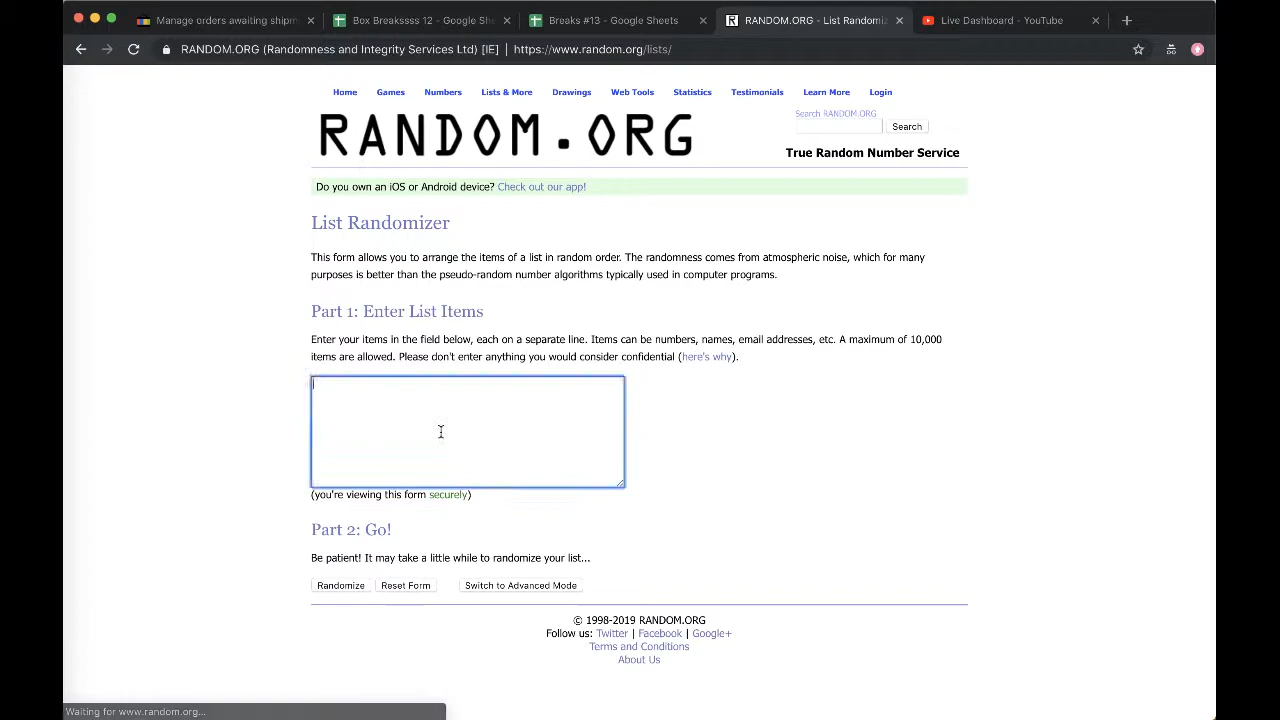 Manage orders awaiting shipm
Box Breakssss 12 - Google She
Breaks #13 - Google Sheets
RANDOM.ORG - List Randomiz
Live Dashboard - YouTube
RANDOM.ORG (Randomness and Integrity Services Ltd) [IE] | https://www.random.org/lists/
Home Games Numbers Lists & More Drawings Web Tools Statistics Testimonials Learn More Login
Search RANDOM.ORG
RANDOM.ORG
Search
True Random Number Service
Do you own an iOS or Android device? Check out our app!
List Randomizer
This form allows you to arrange the items of a list in random order. The randomness comes from atmospheric noise, which for many
purposes is better than the pseudo-random number algorithms typically used in computer programs.
Part 1: Enter List Items
Enter your items in the field below, each on a separate line. Items can be numbers, names, email addresses, etc. A maximum of 10,000
items are allowed. Please don't enter anything you would consider confidential (here's why).
(you're viewing this form securely)
Part 2: Go!
Be patient! It may take a little while to randomize your list...
Randomize Reset Form Switch to Advanced Mode
© 1998-2019 RANDOM.ORG
Follow us: Twitter | Facebook | Google+
Terms and Conditions
About Us
Waiting for www.random.org...